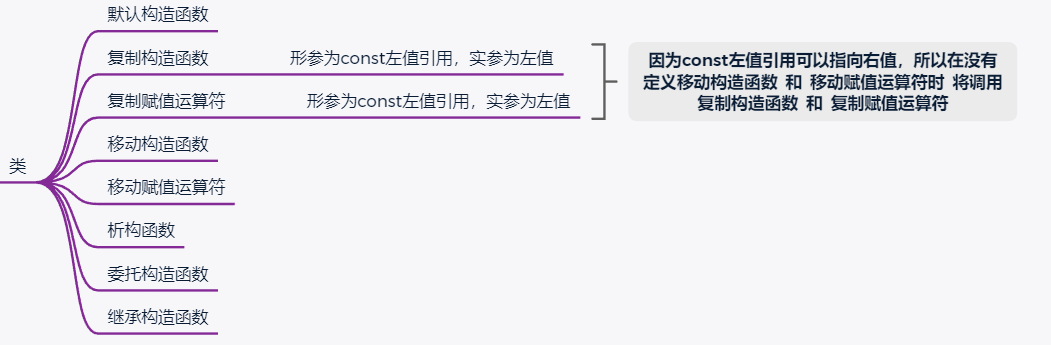 类
默认构造函数
复制构造函数
形参为const左值引用，实参为左值
复制赋值运算符
形参为const左值引用，实参为左值
因为const左值引用可以指向右值，所以在没有
定义移动构造函数 和 移动赋值运算符时 将调用
复制构造函数 和 复制赋值运算符
移动构造函数
移动赋值运算符
析构函数
委托构造函数
继承构造函数